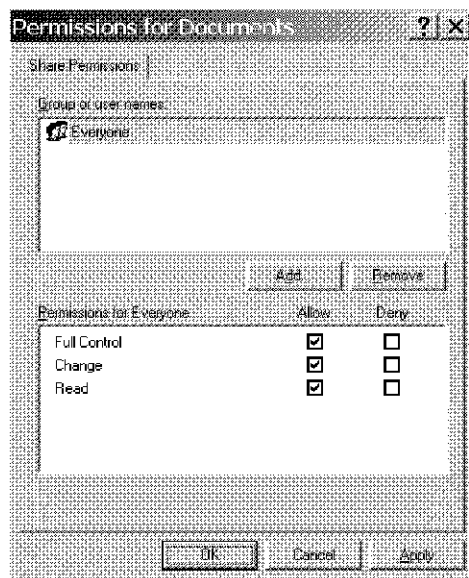 Permissions for Documents
Share Permissions
Group or user names:
Everyone
Add... Remove
Permissions for Everyone Allow Deny
Full Control
Change
Read
OK Cancel Apply